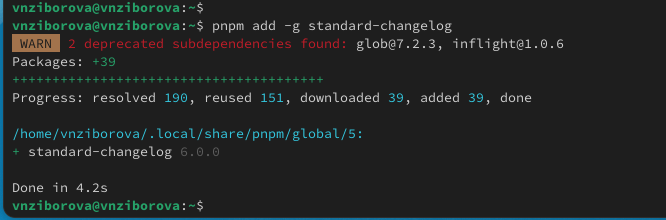 vnziborova@vnziborova:~$
vnziborova@vnziborova:~$ pnpm add -g standard-changelog
WARN 2 deprecated subdependencies found: glob@7.2.3, inflight@1.0.6
Packages: +39
+++++++++++++++++++++++++++++++++++++++
Progress: resolved 190, reused 151, downloaded 39, added 39, done
/home/vnziborova/.local/share/pnpm/global/5:
+ standard-changelog 6.0.0
Done in 4.2s
vnziborova@vnziborova:~$